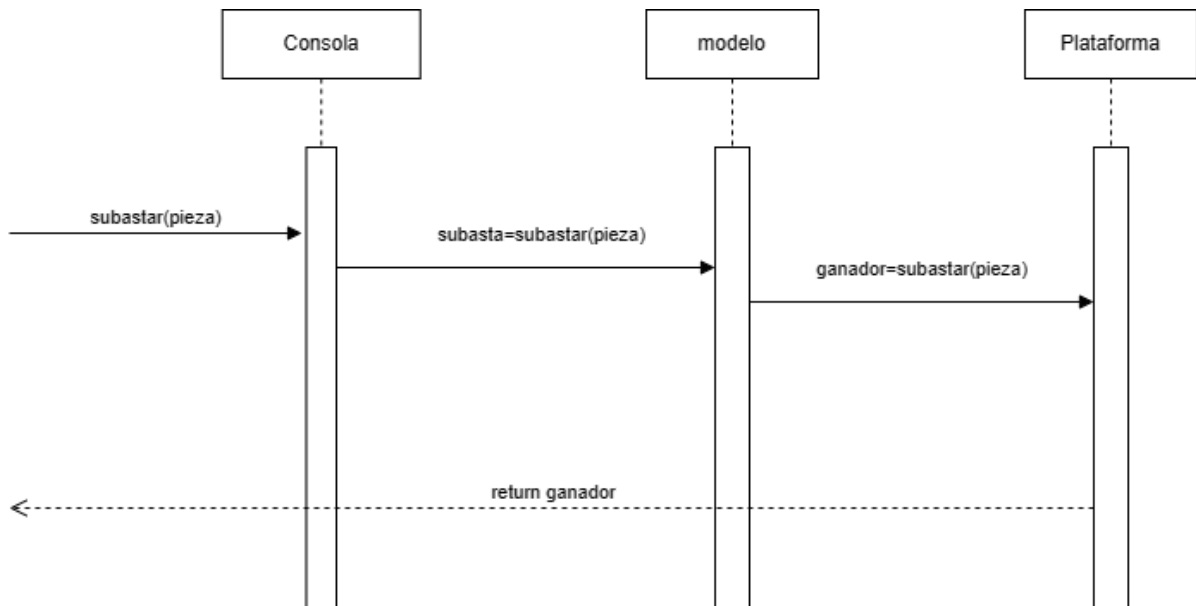 Consola
modelo
Plataforma
subastar(pieza)
subasta=subastar(pieza)
ganador=subastar(pieza)
return ganador